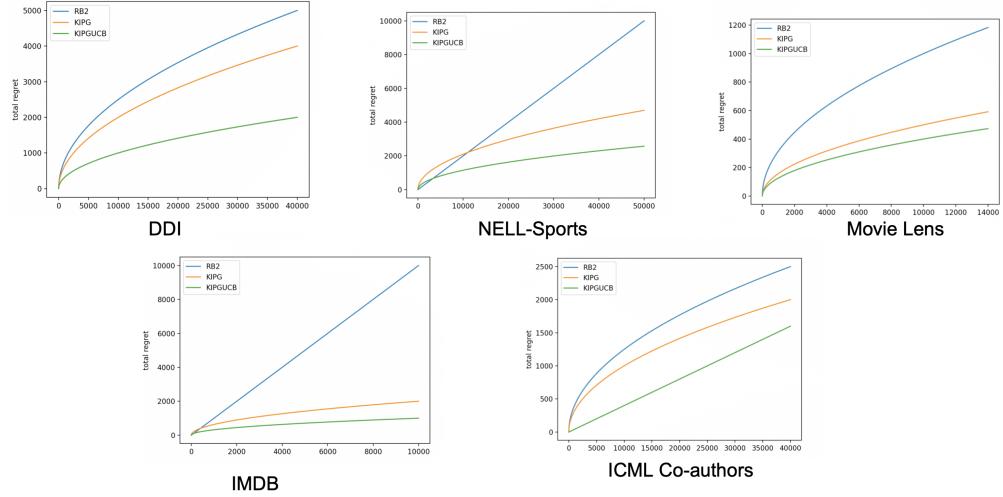 RB2
KIPG
KIPGUCB
total regret
5000
4000
3000
2000
1000
0
0 5000 10000 15000 20000 25000 30000 35000 40000
DDI
RB2
KIPG
KIPGUCB
total regret
10000
8000
6000
4000
2000
0
0 10000 20000 30000 40000 50000
NELL-Sports
RB2
KIPG
KIPGUCB
total regret
1200
1000
800
600
400
200
0
0 2000 4000 6000 8000 10000 12000 14000
Movie Lens
RB2
KIPG
KIPGUCB
total regret
10000
8000
6000
4000
2000
0
0 2000 4000 6000 8000 10000
IMDB
RB2
KIPG
KIPGUCB
total regret
2500
2000
1500
1000
500
0
0 5000 10000 15000 20000 25000 30000 35000 40000
ICML Co-authors